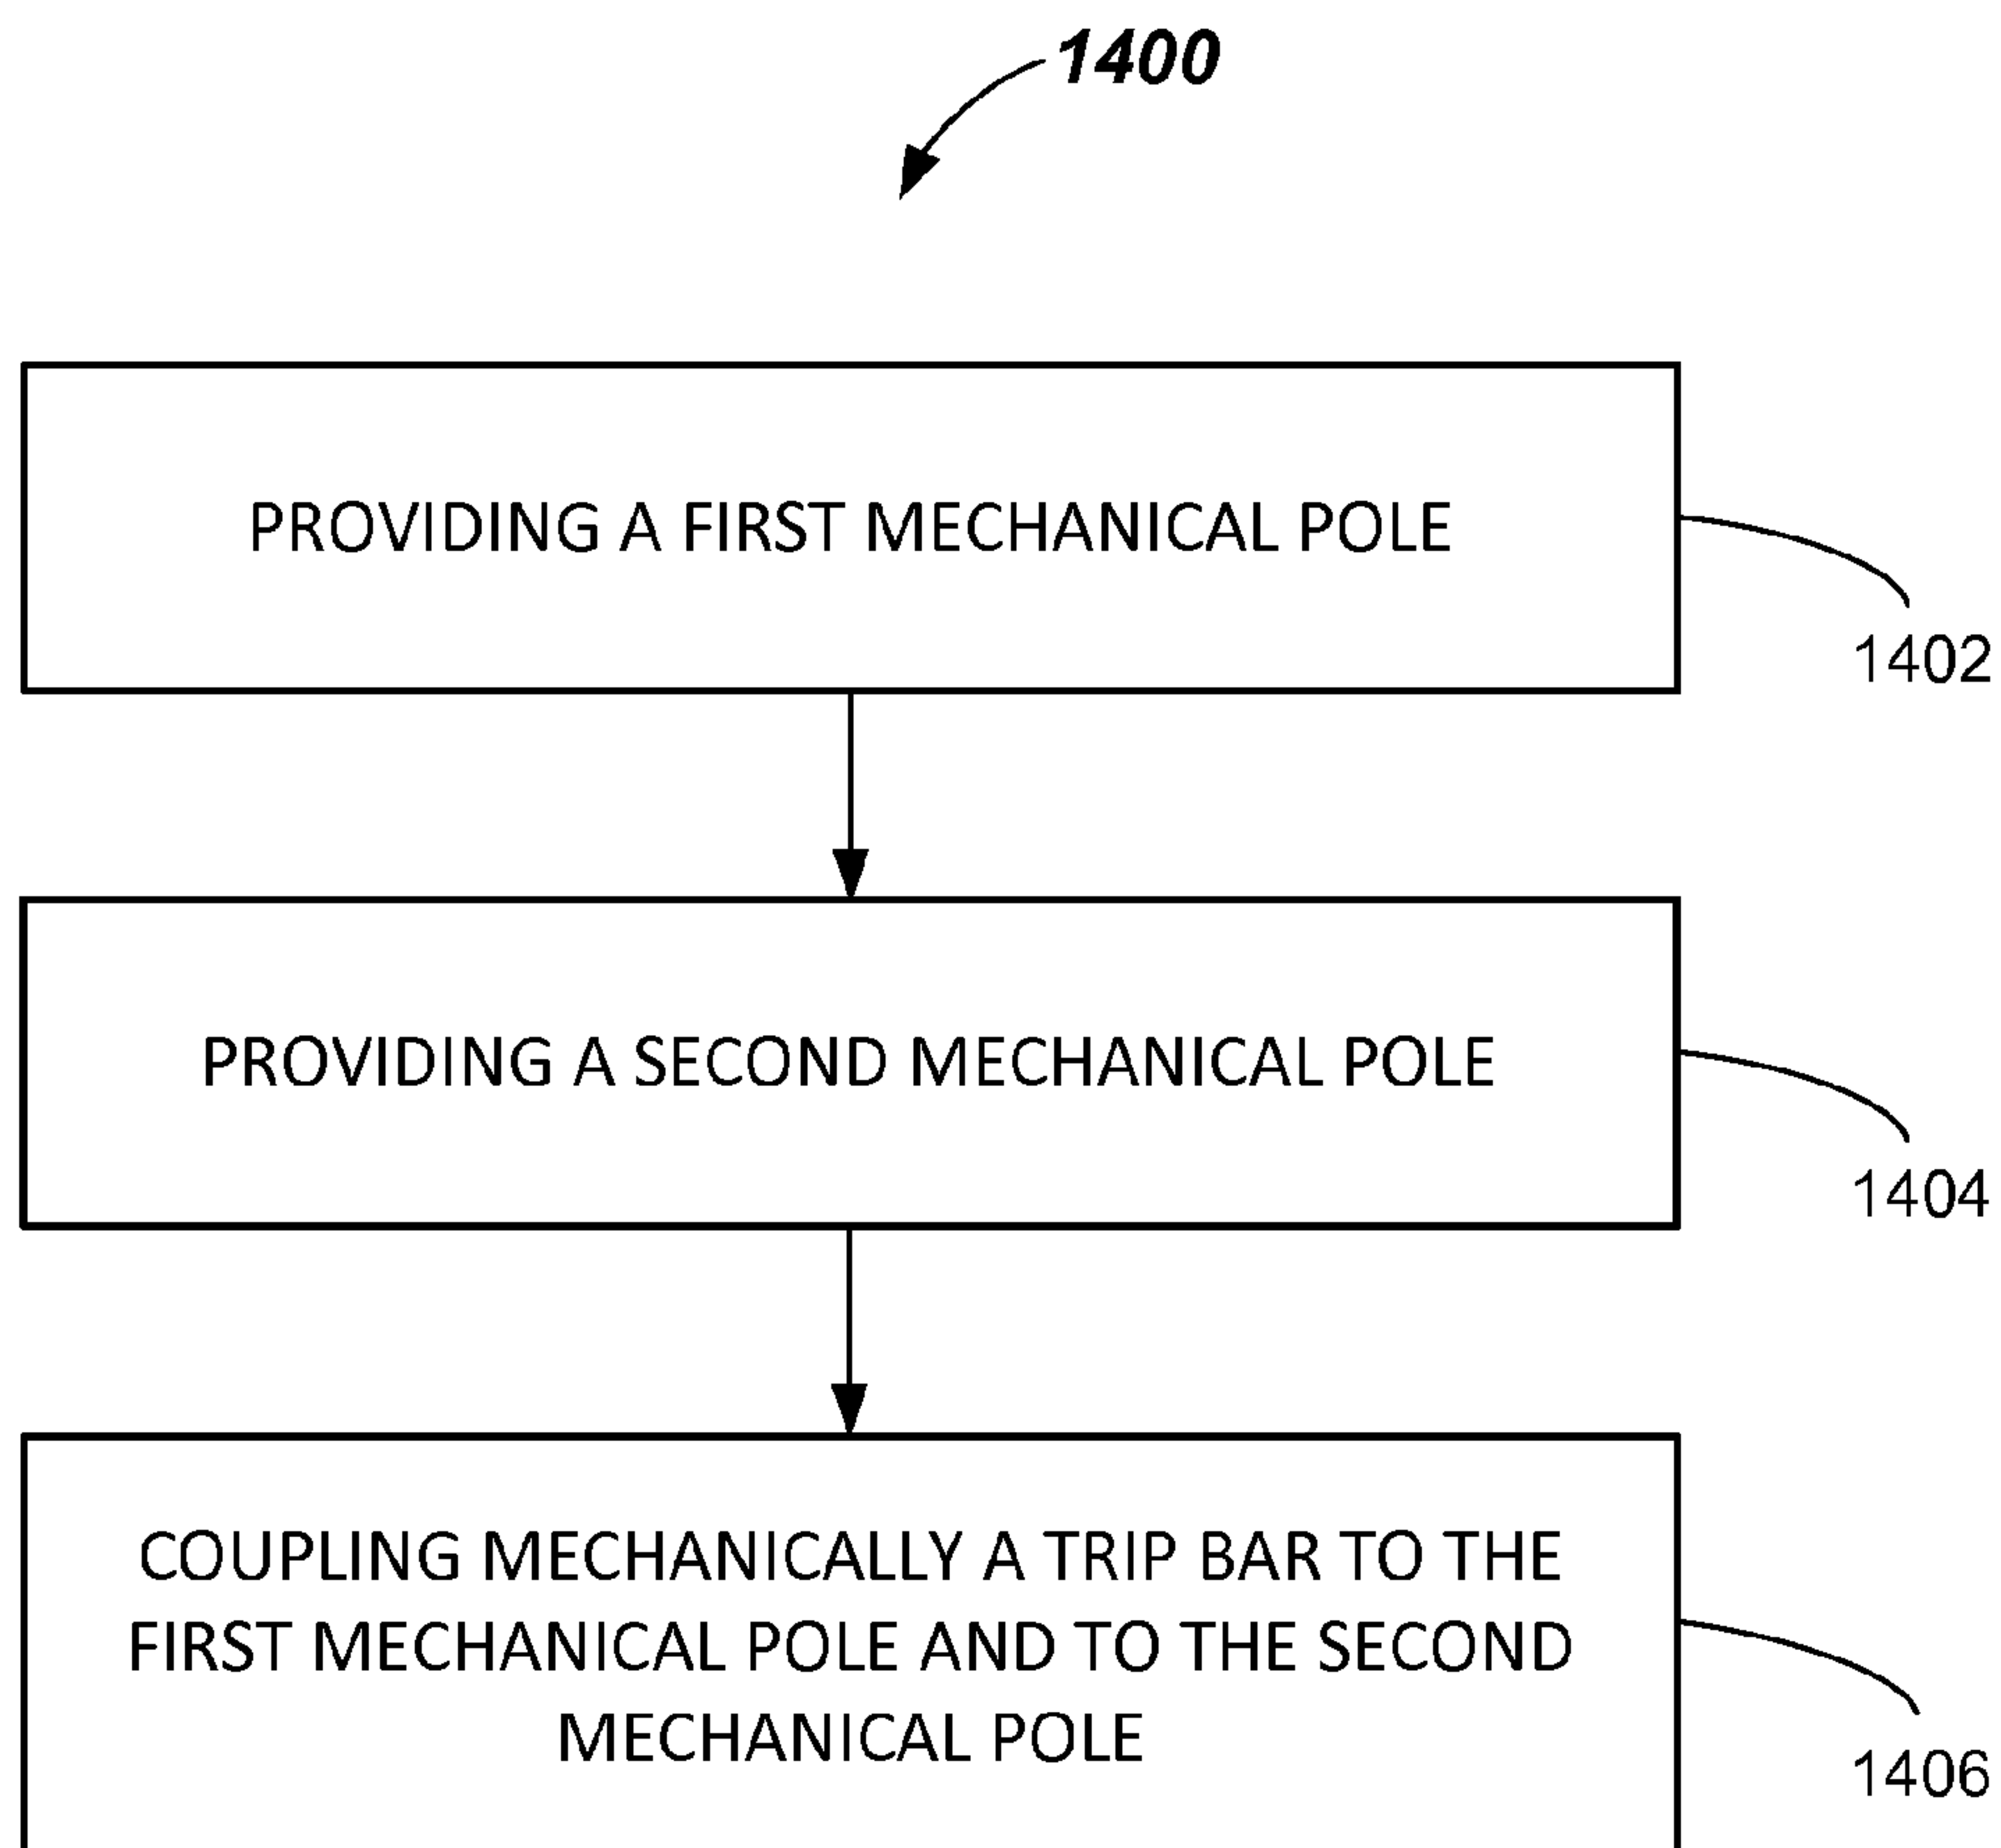 1400
PROVIDING A FIRST MECHANICAL POLE
1402
PROVIDING A SECOND MECHANICAL POLE
1404
COUPLING MECHANICALLY A TRIP BAR TO THE
FIRST MECHANICAL POLE AND TO THE SECOND
MECHANICAL POLE
1406